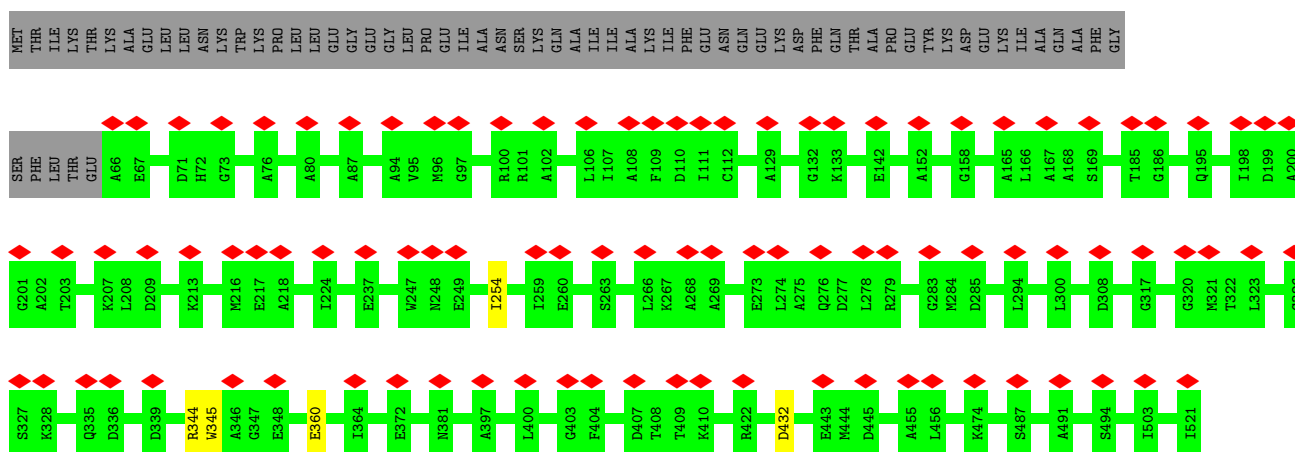 MET THR ILE LYS THR LYS ALA GLU LEU LEU ASN LYS TRP LYS PRO LEU LEU GLU GLY GLU GLY LEU PRO GLU ILE ALA ASN SER LYS GLN ALA ILE ILE ALA LYS ILE PHE GLU ASN GLN GLU LYS ASP PHE GLN THR ALA PRO GLU TYR LYS ASP GLU LYS ILE ALA GLN ALA PHE GLY
SER PHE LEU THR GLU A66 E67 D71 H72 G73 A76 A80 A87 A94 V95 M96 G97 R100 R101 A102 L106 I107 A108 F109 D110 I111 C112 A129 G132 K133 E142 A152 G158 A165 L166 A167 A168 S169 T185 G186 Q195 I198 D199 A200
G201 A202 T203 K207 L208 D209 K213 M216 E217 A218 I224 E237 W247 N248 E249 I254 I259 E260 S263 L266 K267 A268 A269 E273 L274 A275 Q276 D277 L278 R279 G283 M284 D285 L294 L300 D308 G317 G320 M321 T322 L323
S327 K328 Q335 D336 D339 R344 W345 A346 G347 E348 E360 I364 E372 N381 A397 L400 G403 F404 D407 T408 T409 K410 R422 D432 E443 M444 D445 A455 L456 K474 S487 A491 S494 I503 I521